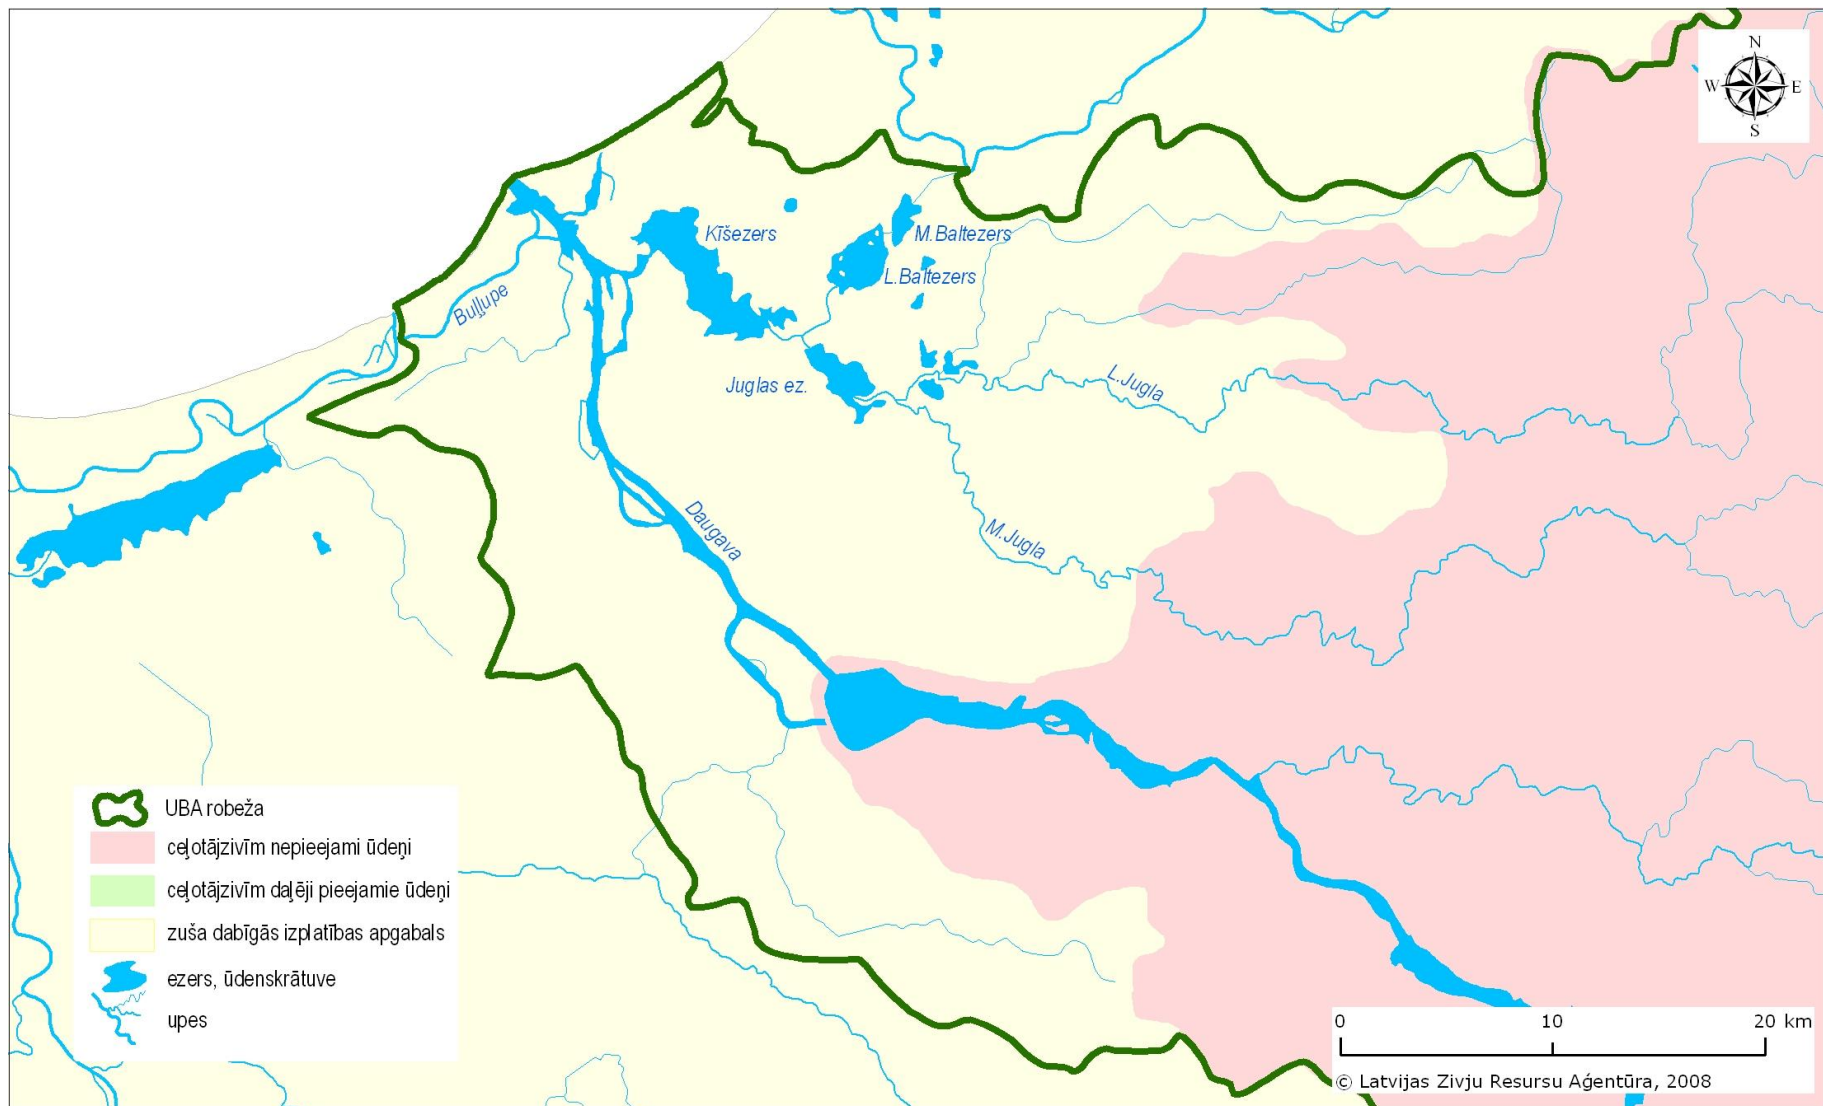 N
W E
S
Kīšezers
M.Baltezers
L.Baltezers
Buļļupe
Juglas ez.
L.Jugla
Daugava
M.Jugla
UBA robeža
ceļotājzivīm nepieejami ūdeņi
ceļotājzivīm daļēji pieejamie ūdeņi
zuša dabīgās izplatības apgabals
ezers, ūdenskrātuve
upes
0 10 20 km
© Latvijas Zivju Resursu Aģentūra, 2008